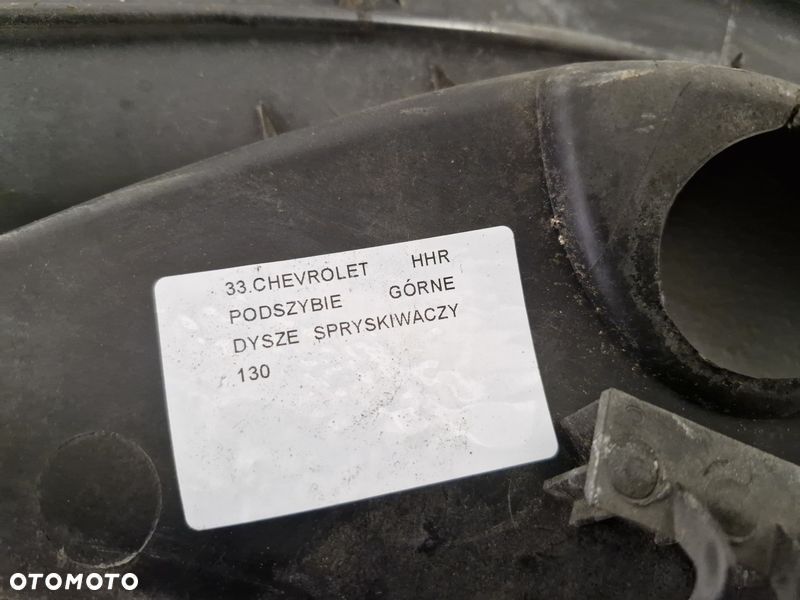 33.CHEVROLET HHR
PODSZYBIE GÓRNE
DYSZE SPRYSKIWACZY
130
OTOMOTO